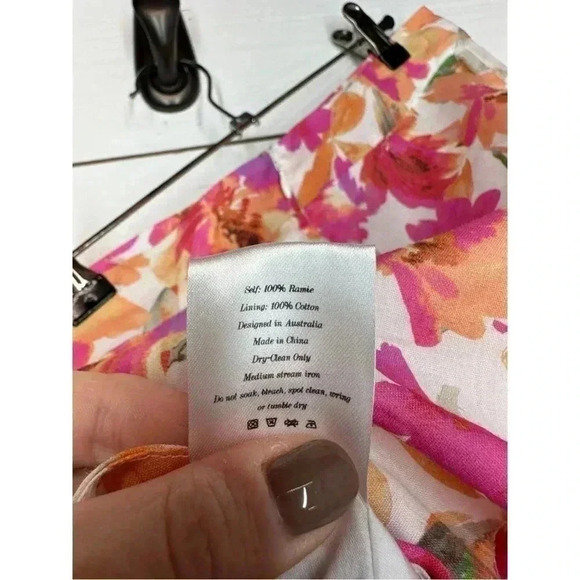 Self: 100% Ramie
Lining: 100% Cotton
Designed in Australia
Made in China
Dry-Clean Only
Medium stream iron
Do not soak, bleach, spot clean, wring
or tumble dry